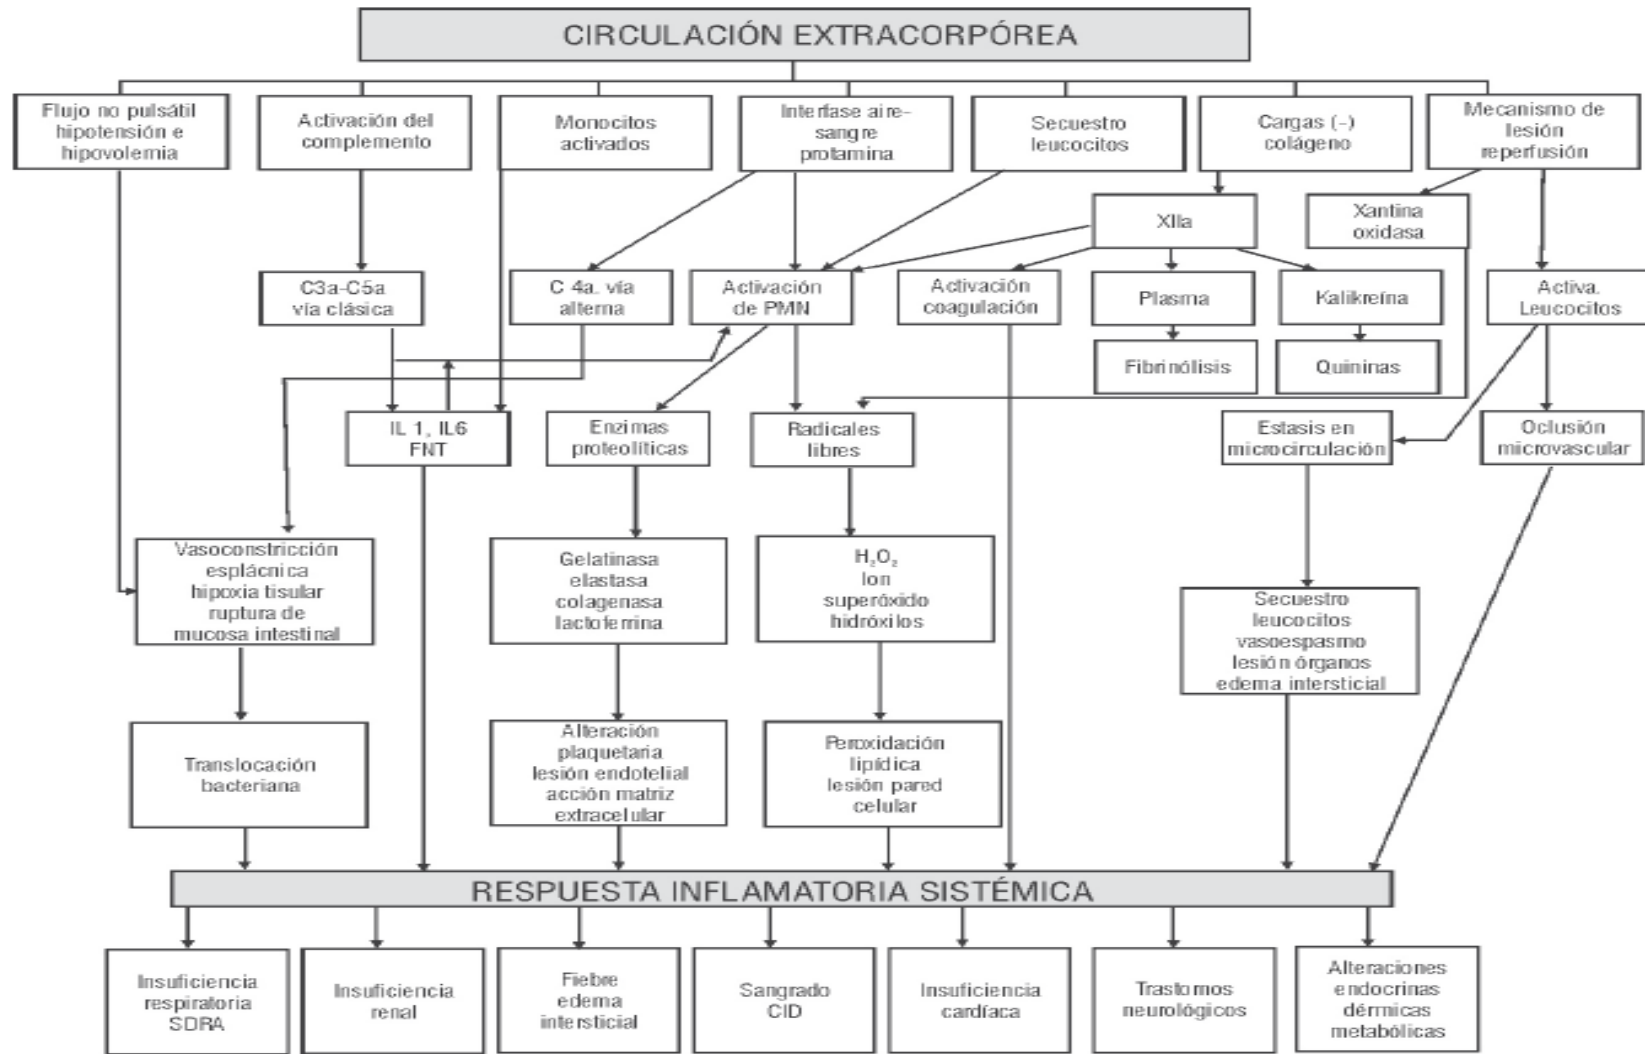 CIRCULACIÓN EXTRACORPÓREA
Flujo no pulsátil
hipotensión e
hipovolemia
Activación del
complemento
Monocitos
activados
Interfase aire-
sangre
protamina
Secuestro
leucocitos
Cargas (-)
colágeno
Mecanismo de
lesión
reperfusión
XIIa
Xantina
oxidasa
C3a-C5a
vía clásica
C 4a. vía
alterna
Activación
de PMN
Activación
coagulación
Plasma
Kalikreína
Activa.
Leucocitos
Fibrinólisis
Quininas
IL 1, IL6
FNT
Enzimas
proteolíticas
Radicales
libres
Estasis en
microcirculación
Oclusión
microvascular
Vasoconstricción
esplácnica
hipoxia tisular
ruptura de
mucosa intestinal
Gelatinasa
elastasa
colagenasa
lactoferrina
H₂O₂
Ion
superóxido
hidróxilos
Secuestro
leucocitos
vasoespasmo
lesión órganos
edema intersticial
Translocación
bacteriana
Alteración
plaquetaria
lesión endotelial
acción matriz
extracelular
Peroxidación
lipídica
lesión pared
celular
RESPUESTA INFLAMATORIA SISTÉMICA
Insuficiencia
respiratoria
SDRA
Insuficiencia
renal
Fiebre
edema
intersticial
Sangrado
CID
Insuficiencia
cardíaca
Trastornos
neurológicos
Alteraciones
endocrinas
dérmicas
metabólicas